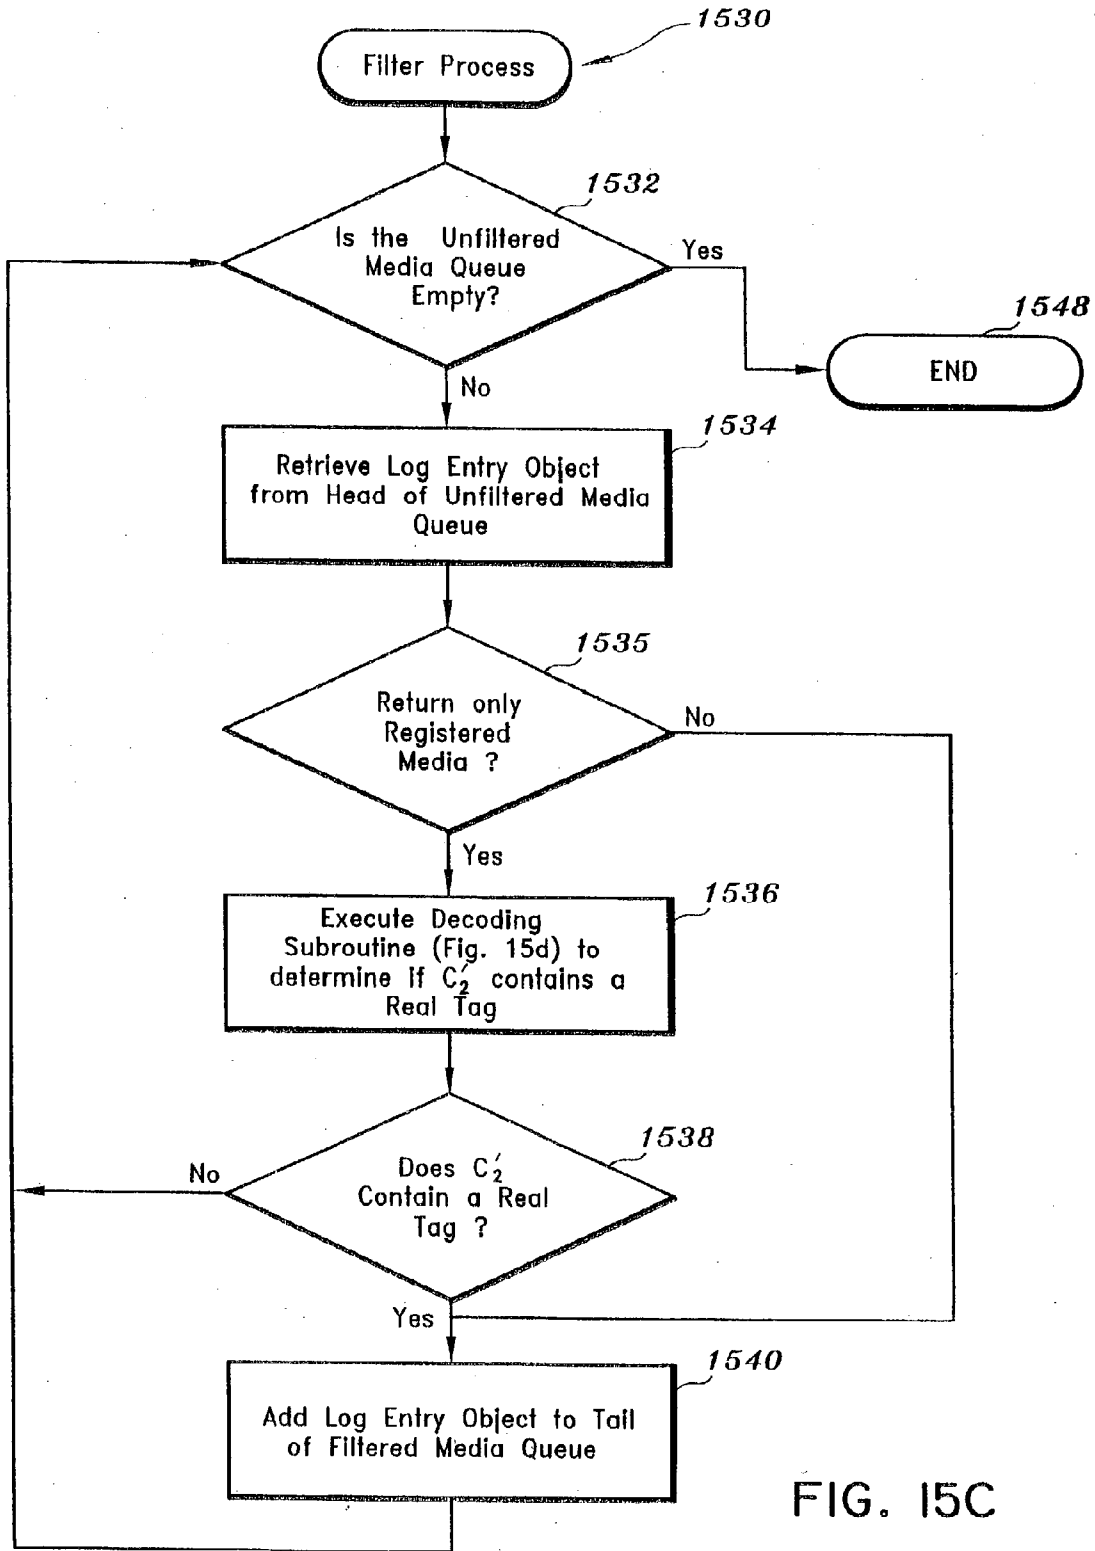 1530
Filter Process
1532
Is the Unfiltered
Media Queue
Empty?
Yes
1548
END
No
1534
Retrieve Log Entry Object
from Head of Unfiltered Media
Queue
1535
Return only
Registered
Media ?
No
Yes
1536
Execute Decoding
Subroutine (Fig. 15d) to
determine if C₂′ contains a
Real Tag
1538
No
Does C₂′
Contain a Real
Tag ?
Yes
1540
Add Log Entry Object to Tail
of Filtered Media Queue
FIG. 15C